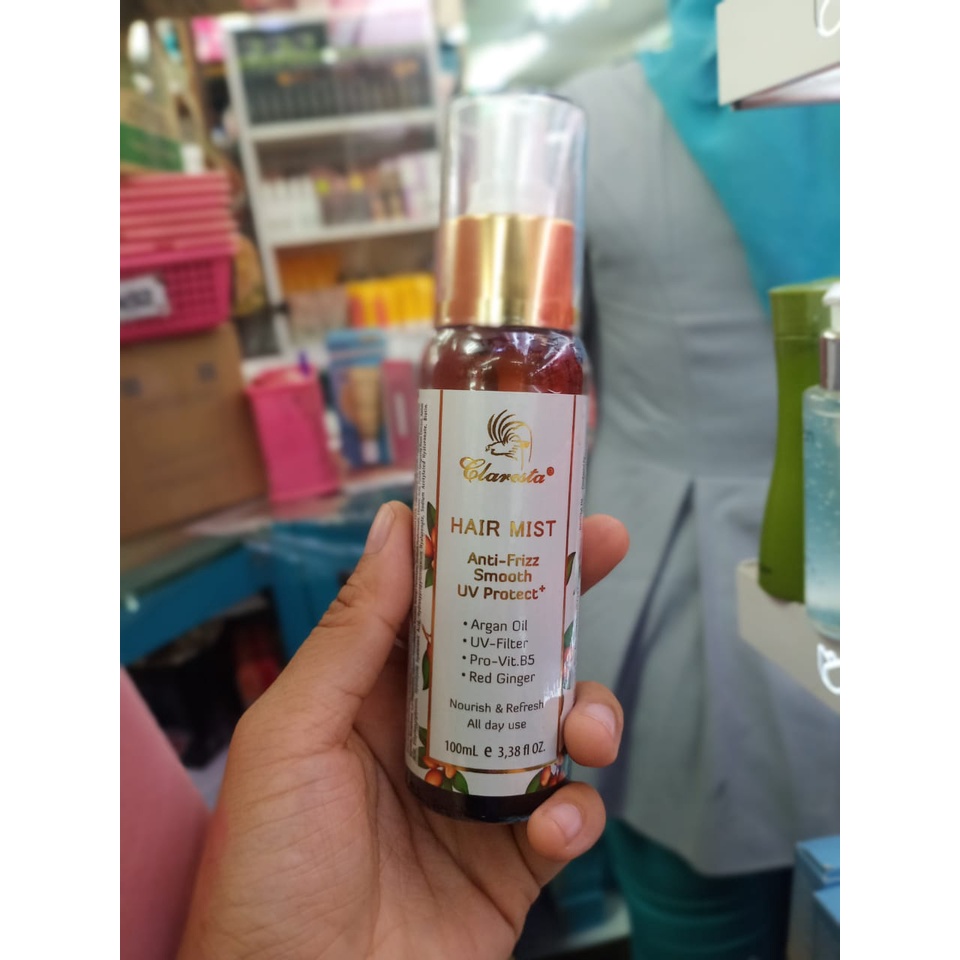 Claresta®
HAIR MIST
Anti-Frizz
Smooth
UV Protect+
• Argan Oil
• UV-Filter
• Pro-Vit.B5
• Red Ginger
Nourish & Refresh
All day use
100mL e 3,38 fl OZ.